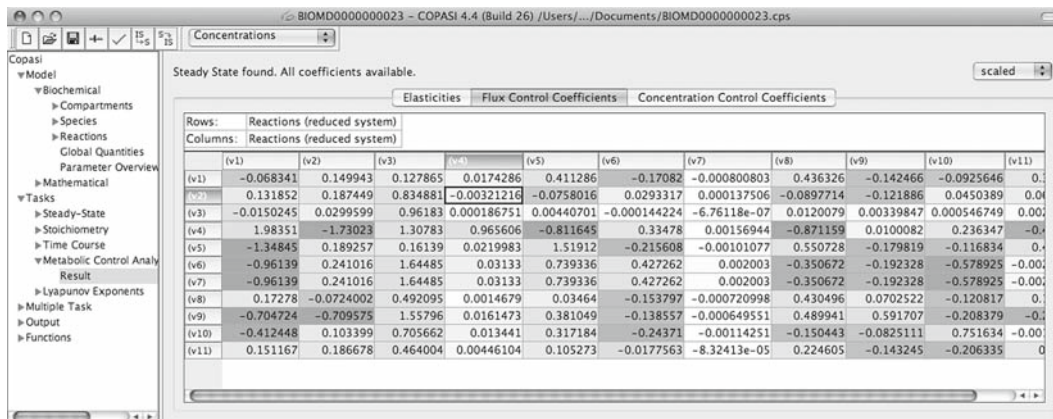 BIOMD0000000023 - COPASI 4.4 (Build 26) /Users/.../Documents/BIOMD0000000023.cps
Concentrations
Copasi
Model
Biochemical
Compartments
Species
Reactions
Global Quantities
Parameter Overview
Mathematical
Tasks
Steady-State
Stoichiometry
Time Course
Metabolic Control Analy
Result
Lyapunov Exponents
Multiple Task
Output
Functions
Steady State found. All coefficients available.
scaled
Elasticities Flux Control Coefficients Concentration Control Coefficients
Rows: Reactions (reduced system)
Columns: Reactions (reduced system)
(v1) (v2) (v3) (v4) (v5) (v6) (v7) (v8) (v9) (v10) (v11)
(v1) -0.068341 0.149943 0.127865 0.0174286 0.411286 -0.17082 -0.000800803 0.436326 -0.142466 -0.0925646
(v2) 0.131852 0.187449 0.834881 -0.00321216 -0.0758016 0.0293317 0.000137506 -0.0897714 -0.121886 0.0450389
(v3) -0.0150245 0.0299599 0.96183 0.000186751 0.00440701 -0.000144224 -6.76118e-07 0.0120079 0.00339847 0.000546749
(v4) 1.98351 -1.73023 1.30783 0.965606 -0.811645 0.33478 0.00156944 -0.871159 0.0100082 0.236347
(v5) -1.34845 0.189257 0.16139 0.0219983 1.51912 -0.215608 -0.00101077 0.550728 -0.179819 -0.116834
(v6) -0.96139 0.241016 1.64485 0.03133 0.739336 0.427262 0.002003 -0.350672 -0.192328 -0.578925 -0.002
(v7) -0.96139 0.241016 1.64485 0.03133 0.739336 0.427262 0.002003 -0.350672 -0.192328 -0.578925 -0.002
(v8) 0.17278 -0.0724002 0.492095 0.0014679 0.03464 -0.153797 -0.000720998 0.430496 0.0702522 -0.120817
(v9) -0.704724 -0.709575 1.55796 0.0161473 0.381049 -0.138557 -0.000649551 0.489941 0.591707 -0.208379
(v10) -0.412448 0.103399 0.705662 0.013441 0.317184 -0.24371 -0.00114251 -0.150443 -0.0825111 0.751634
(v11) 0.151167 0.186678 0.464004 0.00446104 0.105273 -0.0177563 -8.32413e-05 0.224605 -0.143245 -0.206335